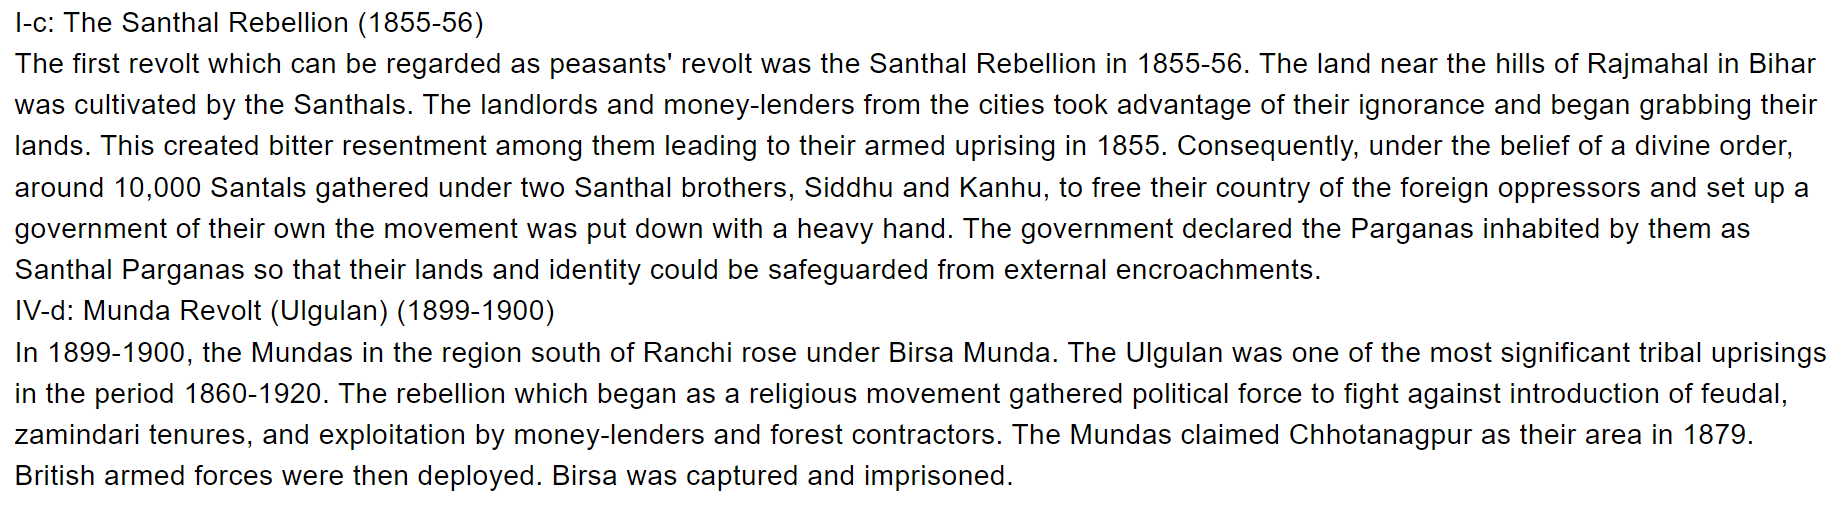 I-c: The Santhal Rebellion (1855-56)
The first revolt which can be regarded as peasants' revolt was the Santhal Rebellion in 1855-56. The land near the hills of Rajmahal in Bihar
was cultivated by the Santhals. The landlords and money-lenders from the cities took advantage of their ignorance and began grabbing their
lands. This created bitter resentment among them leading to their armed uprising in 1855. Consequently, under the belief of a divine order,
around 10,000 Santals gathered under two Santhal brothers, Siddhu and Kanhu, to free their country of the foreign oppressors and set up a
government of their own the movement was put down with a heavy hand. The government declared the Parganas inhabited by them as
Santhal Parganas so that their lands and identity could be safeguarded from external encroachments.
IV-d: Munda Revolt (Ulgulan) (1899-1900)
In 1899-1900, the Mundas in the region south of Ranchi rose under Birsa Munda. The Ulgulan was one of the most significant tribal uprisings
in the period 1860-1920. The rebellion which began as a religious movement gathered political force to fight against introduction of feudal,
zamindari tenures, and exploitation by money-lenders and forest contractors. The Mundas claimed Chhotanagpur as their area in 1879.
British armed forces were then deployed. Birsa was captured and imprisoned.